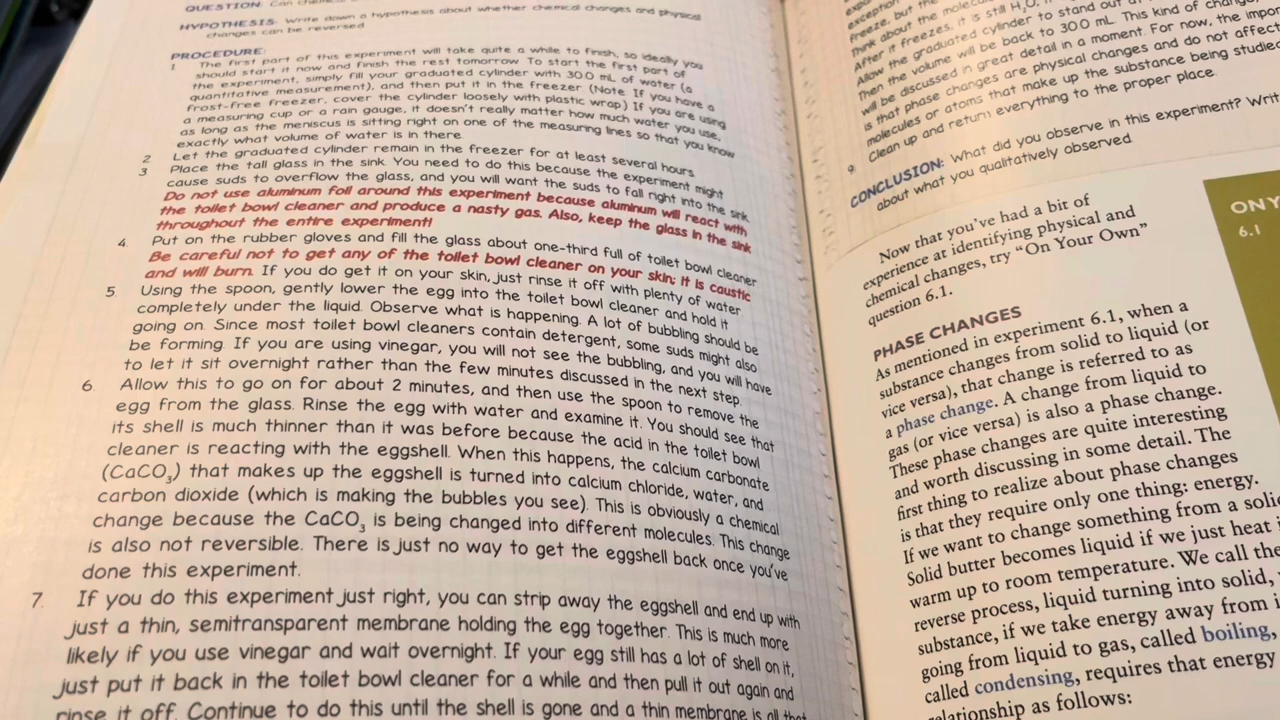 QUESTION: Can
HYPOTHESIS: Write down a hypothesis about whether chemical changes and physical
changes can be reversed
PROCEDURE:
1. The first part of this experiment will take quite a while to finish, so ideally you
should start it now and finish the rest tomorrow. To start the first part of
the experiment, simply fill your graduated cylinder with 30.0 mL of water (a
quantitative measurement), and then put it in the freezer (Note If you have a
frost-free freezer, cover the cylinder loosely with plastic wrap) If you are using
a measuring cup or a rain gauge, it doesn't really matter how much water you use,
as long as the meniscus is sitting right on one of the measuring lines so that you know
exactly what volume of water is in there.
2. Let the graduated cylinder remain in the freezer for at least several hours
3. Place the tall glass in the sink. You need to do this because the experiment might
cause suds to overflow the glass, and you will want the suds to fall right into the sink
Do not use aluminum foil around this experiment because aluminum will react with
the toilet bowl cleaner and produce a nasty gas. Also, keep the glass in the sink
throughout the entire experiment!
4. Put on the rubber gloves and fill the glass about one-third full of toilet bowl cleaner
Be careful not to get any of the toilet bowl cleaner on your skin; it is caustic
and will burn. If you do get it on your skin, just rinse it off with plenty of water
5. Using the spoon, gently lower the egg into the toilet bowl cleaner and hold it
completely under the liquid. Observe what is happening. A lot of bubbling should be
going on. Since most toilet bowl cleaners contain detergent, some suds might also
be forming. If you are using vinegar, you will not see the bubbling, and you will have
to let it sit overnight rather than the few minutes discussed in the next step.
6. Allow this to go on for about 2 minutes, and then use the spoon to remove the
egg from the glass. Rinse the egg with water and examine it. You should see that
its shell is much thinner than it was before because the acid in the toilet bowl
cleaner is reacting with the eggshell. When this happens, the calcium carbonate
(CaCO₃) that makes up the eggshell is turned into calcium chloride, water, and
carbon dioxide (which is making the bubbles you see). This is obviously a chemical
change because the CaCO₃ is being changed into different molecules. This change
is also not reversible. There is just no way to get the eggshell back once you've
done this experiment.
7. If you do this experiment just right, you can strip away the eggshell and end up with
just a thin, semitransparent membrane holding the egg together. This is much more
likely if you use vinegar and wait overnight. If your egg still has a lot of shell on it,
just put it back in the toilet bowl cleaner for a while and then pull it out again and
rinse it off. Continue to do this until the shell is gone and a thin membrane is all that
exception
freeze, but the
think about the molec
After it freezes, it is still H₂O,
Allow the graduated cylinder to stand out
Then the volume will be back to 30.0 mL. This kind of change
will be discussed in great detail in a moment. For now, the impor
is that phase changes are physical changes and do not affect
molecules or atoms that make up the substance being studied
9. Clean up and return everything to the proper place.
CONCLUSION: What did you observe in this experiment? Writ
about what you qualitatively observed.
Now that you've had a bit of
experience at identifying physical and
chemical changes, try "On Your Own"
question 6.1.
ON Y
6.1
PHASE CHANGES
As mentioned in experiment 6.1, when a
substance changes from solid to liquid (or
vice versa), that change is referred to as
a phase change. A change from liquid to
gas (or vice versa) is also a phase change.
These phase changes are quite interesting
and worth discussing in some detail. The
first thing to realize about phase changes
is that they require only one thing: energy.
If we want to change something from a soli
Solid butter becomes liquid if we just heat
warm up to room temperature. We call the
reverse process, liquid turning into solid,
substance, if we take energy away from i
going from liquid to gas, called boiling,
called condensing, requires that energy
relationship as follows: